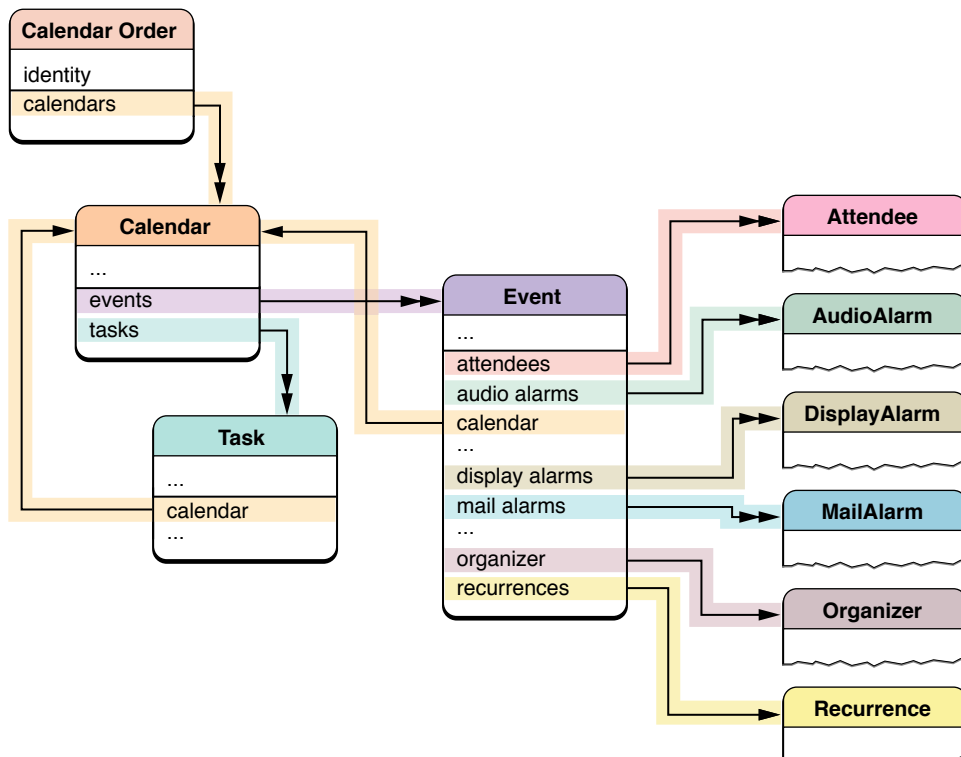 Calendar Order
identity
calendars
Calendar
...
events
tasks
Task
...
calendar
...
Event
...
attendees
audio alarms
calendar
...
display alarms
mail alarms
...
organizer
recurrences
Attendee
AudioAlarm
DisplayAlarm
MailAlarm
Organizer
Recurrence